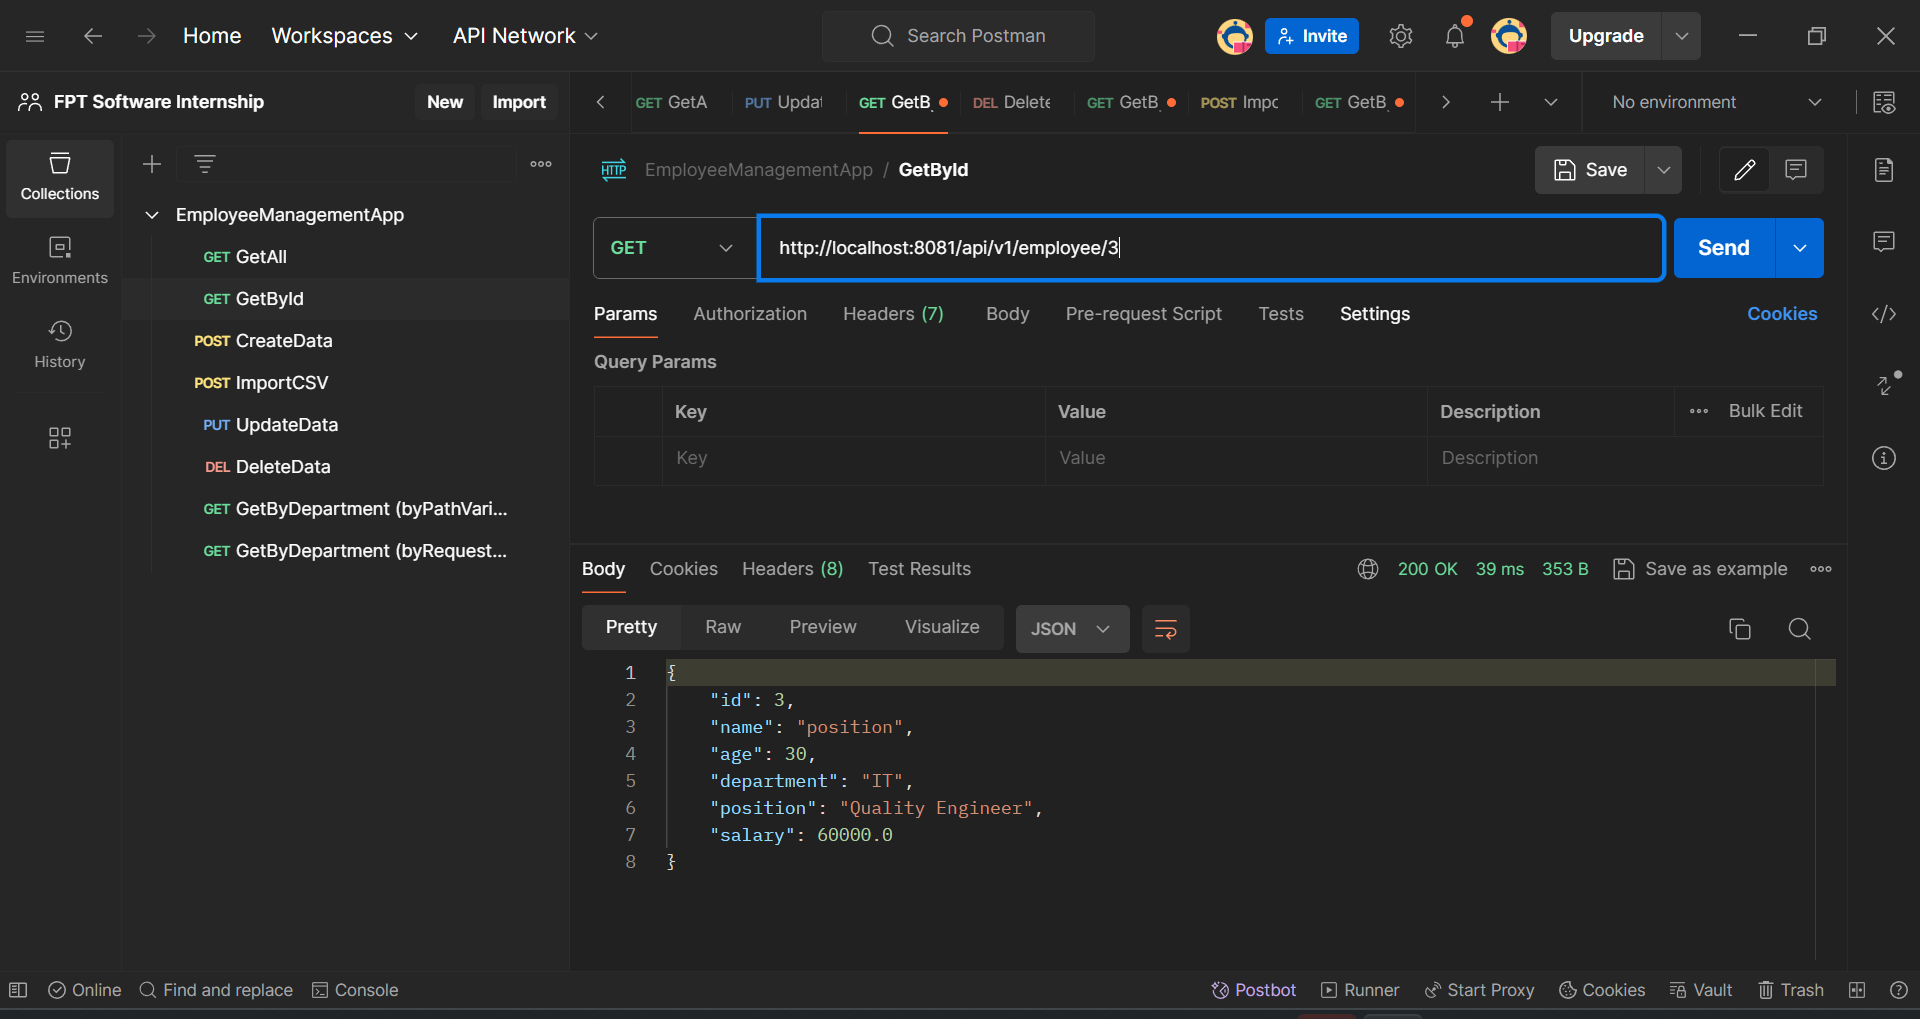 Home Workspaces API Network Search Postman Invite Upgrade
FPT Software Internship New Import
GET GetA PUT Updat GET GetB. DEL Delete GET GetB. POST Impc GET GetB. No environment
Collections
Environments
History
EmployeeManagementApp
GET GetAll
GET GetById
POST CreateData
POST ImportCSV
PUT UpdateData
DEL DeleteData
GET GetByDepartment (byPathVari...
GET GetByDepartment (byRequest...
HTTP EmployeeManagementApp / GetById Save
GET http://localhost:8081/api/v1/employee/3 Send
Params Authorization Headers (7) Body Pre-request Script Tests Settings Cookies
Query Params
Key Value Description Bulk Edit
Key Value Description
Body Cookies Headers (8) Test Results 200 OK 39 ms 353 B Save as example
Pretty Raw Preview Visualize JSON
1 {
2 "id": 3,
3 "name": "position",
4 "age": 30,
5 "department": "IT",
6 "position": "Quality Engineer",
7 "salary": 60000.0
8 }
Online Find and replace Console Postbot Runner Start Proxy Cookies Vault Trash